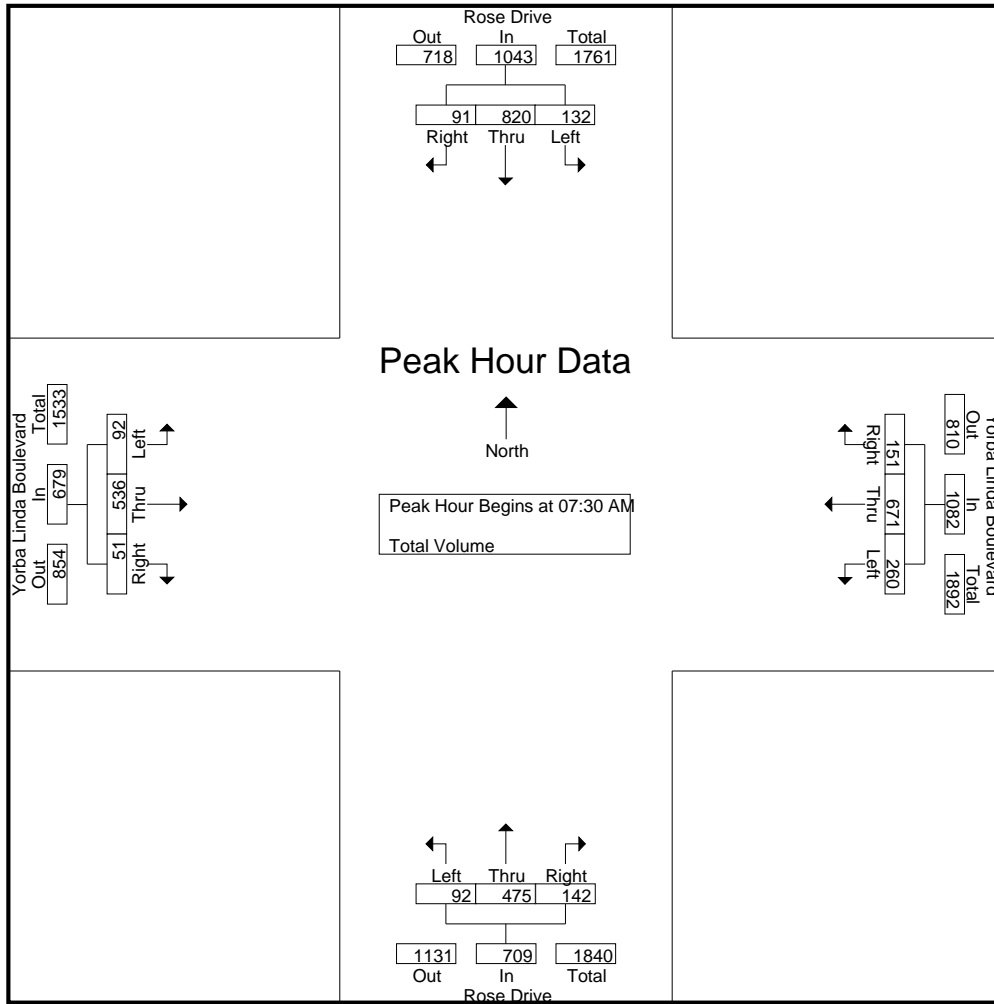 Rose Drive
Out In Total
718 1043 1761
91 820 132
Right Thru Left
Peak Hour Data
North
Peak Hour Begins at 07:30 AM
Total Volume
Yorba Linda Boulevard
Out In Total
854 679 1533
51 536 92
Right Thru Left
Yorba Linda Boulevard
Out In Total
810 1082 1892
151 671 260
Right Thru Left
Left Thru Right
92 475 142
1131 709 1840
Out In Total
Rose Drive